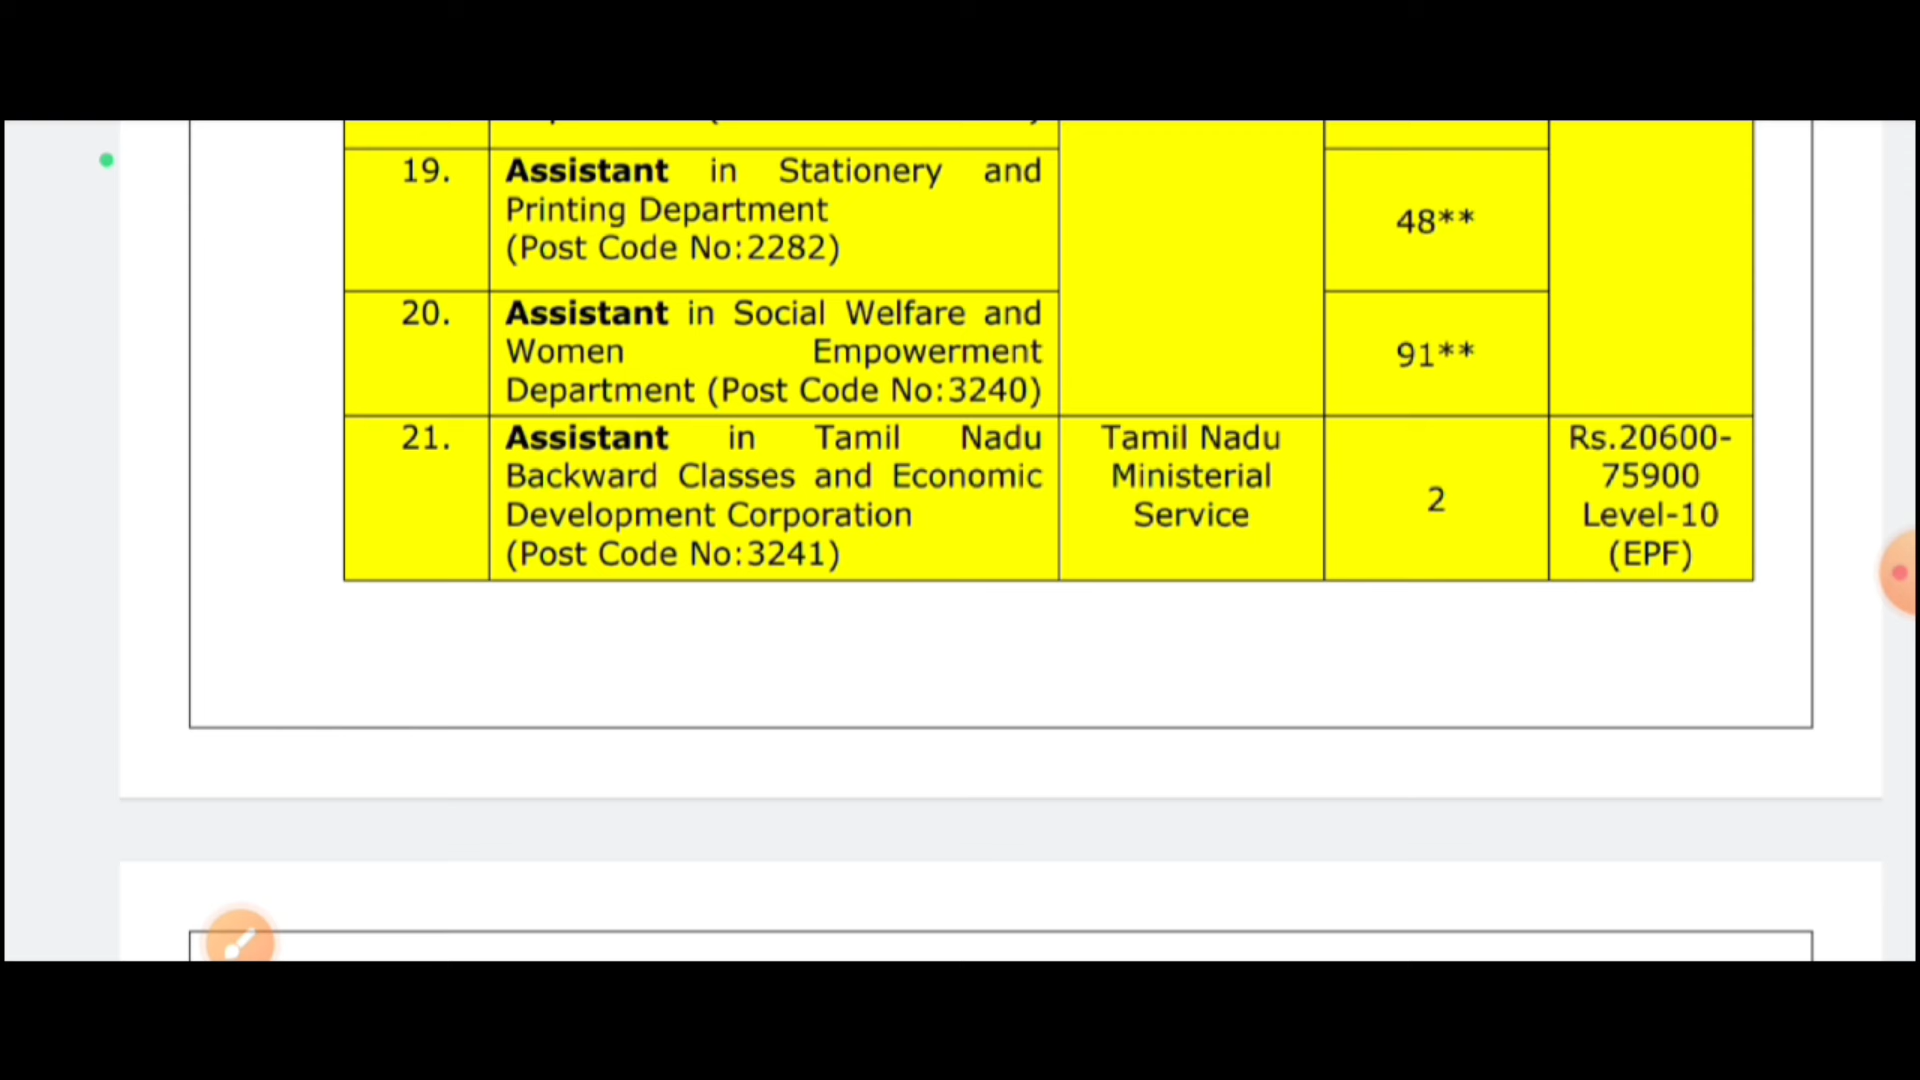 19.
Assistant in Stationery and
Printing Department
(Post Code No:2282)
48**
20.
Assistant in Social Welfare and
Women Empowerment
Department (Post Code No:3240)
91**
21.
Assistant in Tamil Nadu
Backward Classes and Economic
Development Corporation
(Post Code No:3241)
Tamil Nadu
Ministerial
Service
2
Rs.20600-
75900
Level-10
(EPF)